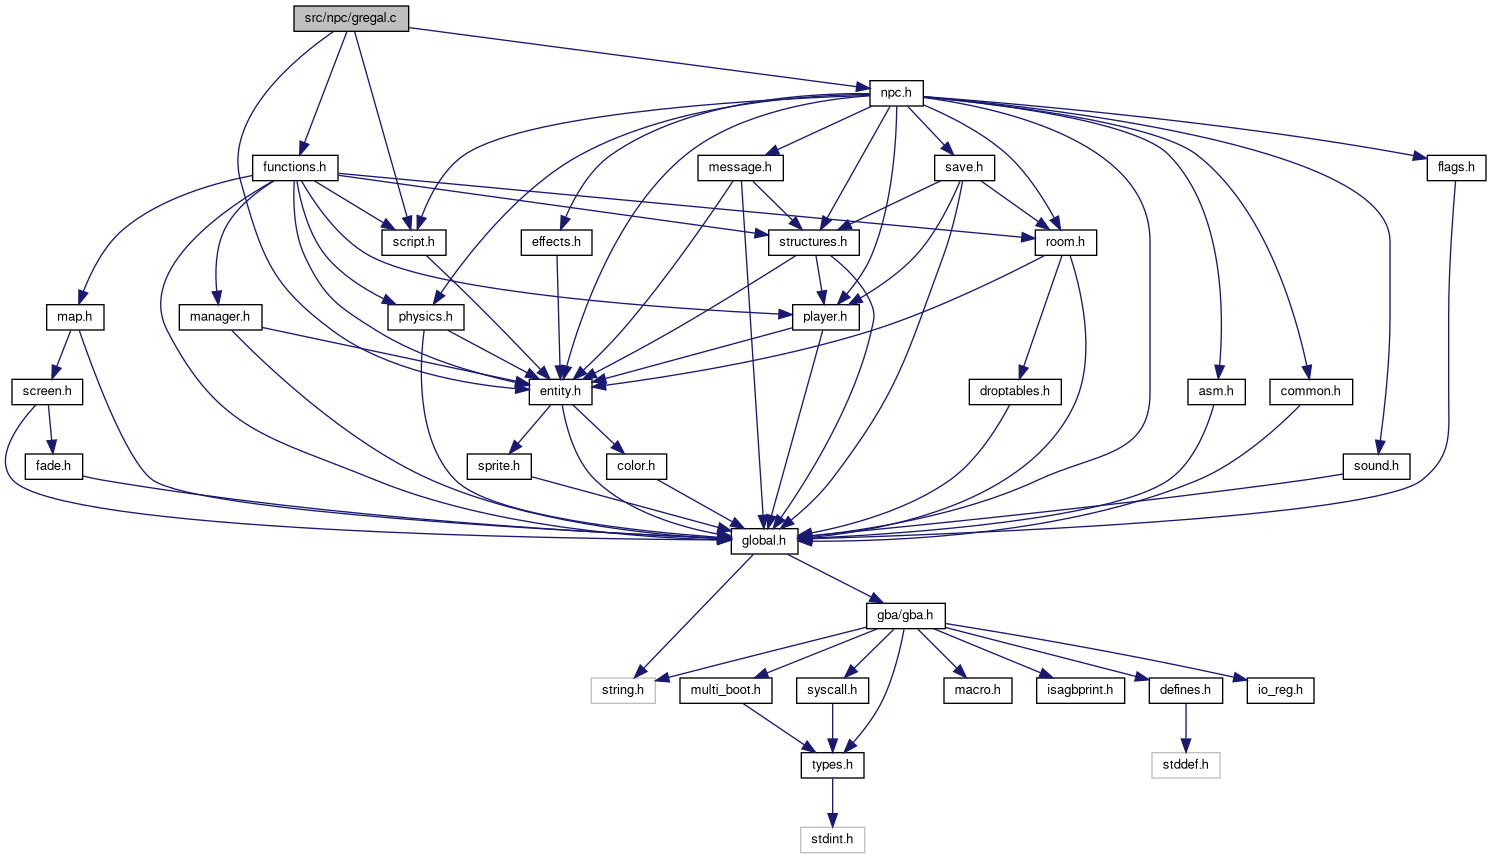 src/npc/gregal.c
npc.h
functions.h
message.h
save.h
flags.h
script.h
effects.h
structures.h
room.h
map.h
manager.h
physics.h
player.h
screen.h
entity.h
droptables.h
asm.h
common.h
fade.h
sprite.h
color.h
sound.h
global.h
gba/gba.h
string.h
multi_boot.h
syscall.h
macro.h
isagbprint.h
defines.h
io_reg.h
types.h
stddef.h
stdint.h